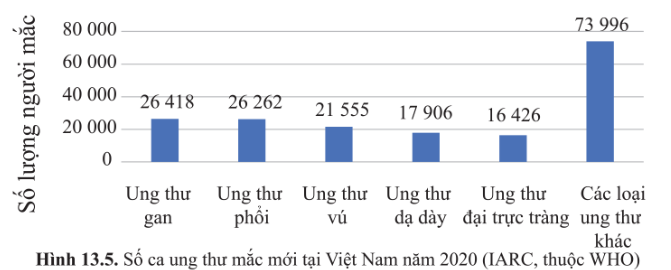 Số lượng người mắc
80 000
60 000
40 000
20 000
0
26 418
26 262
21 555
17 906
16 426
73 996
Ung thư
gan
Ung thư
phổi
Ung thư
vú
Ung thư
dạ dày
Ung thư
đại trực tràng
Các loại
ung thư
khác
Hình 13.5. Số ca ung thư mắc mới tại Việt Nam năm 2020 (IARC, thuộc WHO)